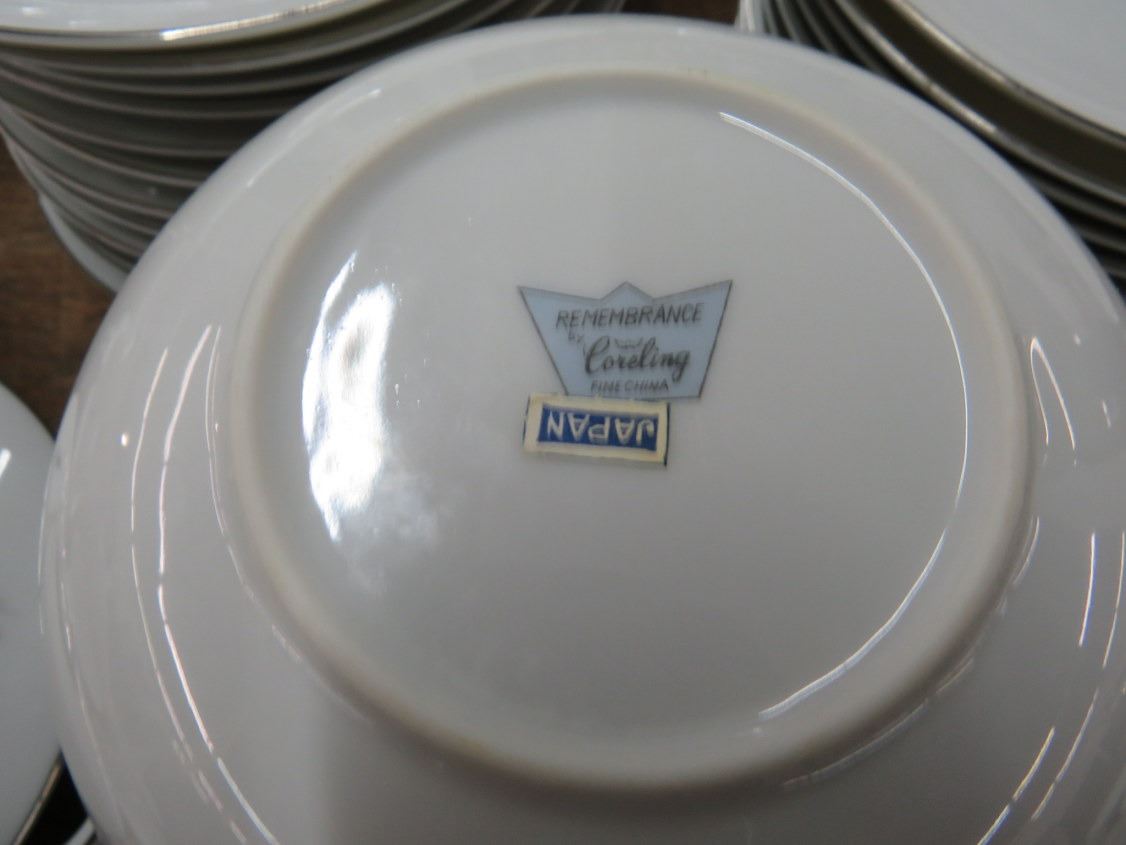 REMEMBRANCE
by
Coreling
FINE CHINA
JAPAN